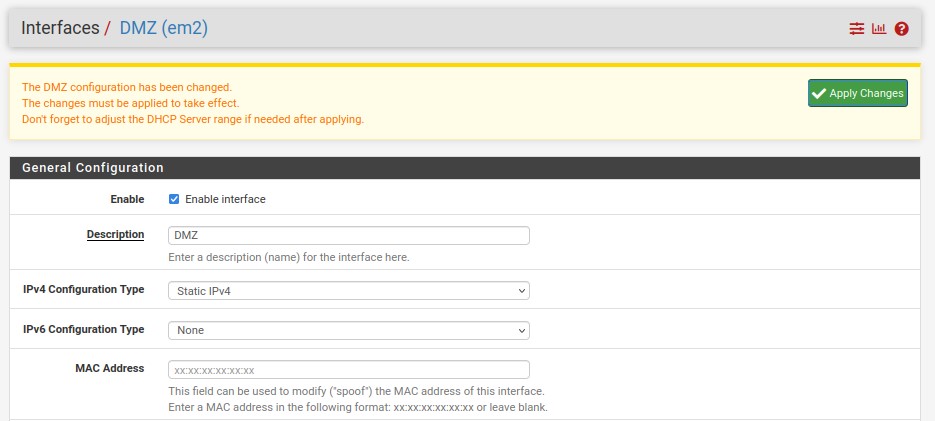 Interfaces / DMZ (em2)
The DMZ configuration has been changed.
The changes must be applied to take effect.
Don't forget to adjust the DHCP Server range if needed after applying.
Apply Changes
General Configuration
Enable
Enable interface
Description
DMZ
Enter a description (name) for the interface here.
IPv4 Configuration Type
Static IPv4
IPv6 Configuration Type
None
MAC Address
xx:xx:xx:xx:xx:xx
This field can be used to modify ("spoof") the MAC address of this interface.
Enter a MAC address in the following format: xx:xx:xx:xx:xx:xx or leave blank.